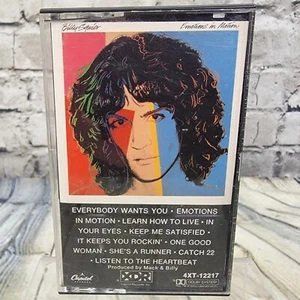 Billy Squier
Emotions in Motion
EVERYBODY WANTS YOU • EMOTIONS
IN MOTION • LEARN HOW TO LIVE • IN
YOUR EYES • KEEP ME SATISFIED •
IT KEEPS YOU ROCKIN' • ONE GOOD
WOMAN • SHE'S A RUNNER • CATCH 22
• LISTEN TO THE HEARTBEAT
Produced by Mack & Billy
Capitol
XDR
4XT-12217